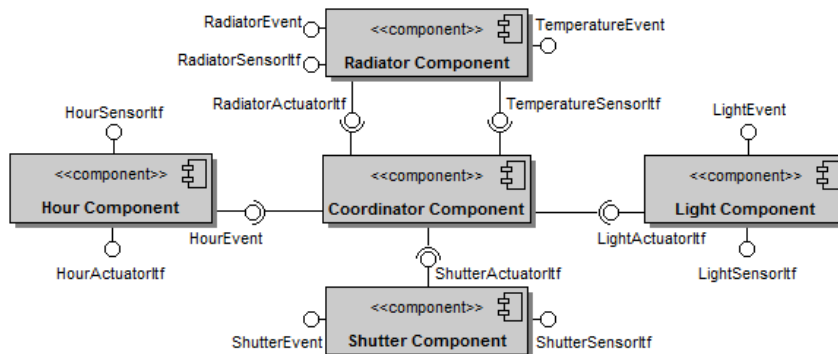 RadiatorEvent
<<component>>
TemperatureEvent
RadiatorSensorItf
Radiator Component
RadiatorActuatorItf
TemperatureSensorItf
HourSensorItf
LightEvent
<<component>>
Hour Component
<<component>>
Coordinator Component
<<component>>
Light Component
HourEvent
LightActuatorItf
HourActuatorItf
ShutterActuatorItf
LightSensorItf
<<component>>
Shutter Component
ShutterEvent
ShutterSensorItf